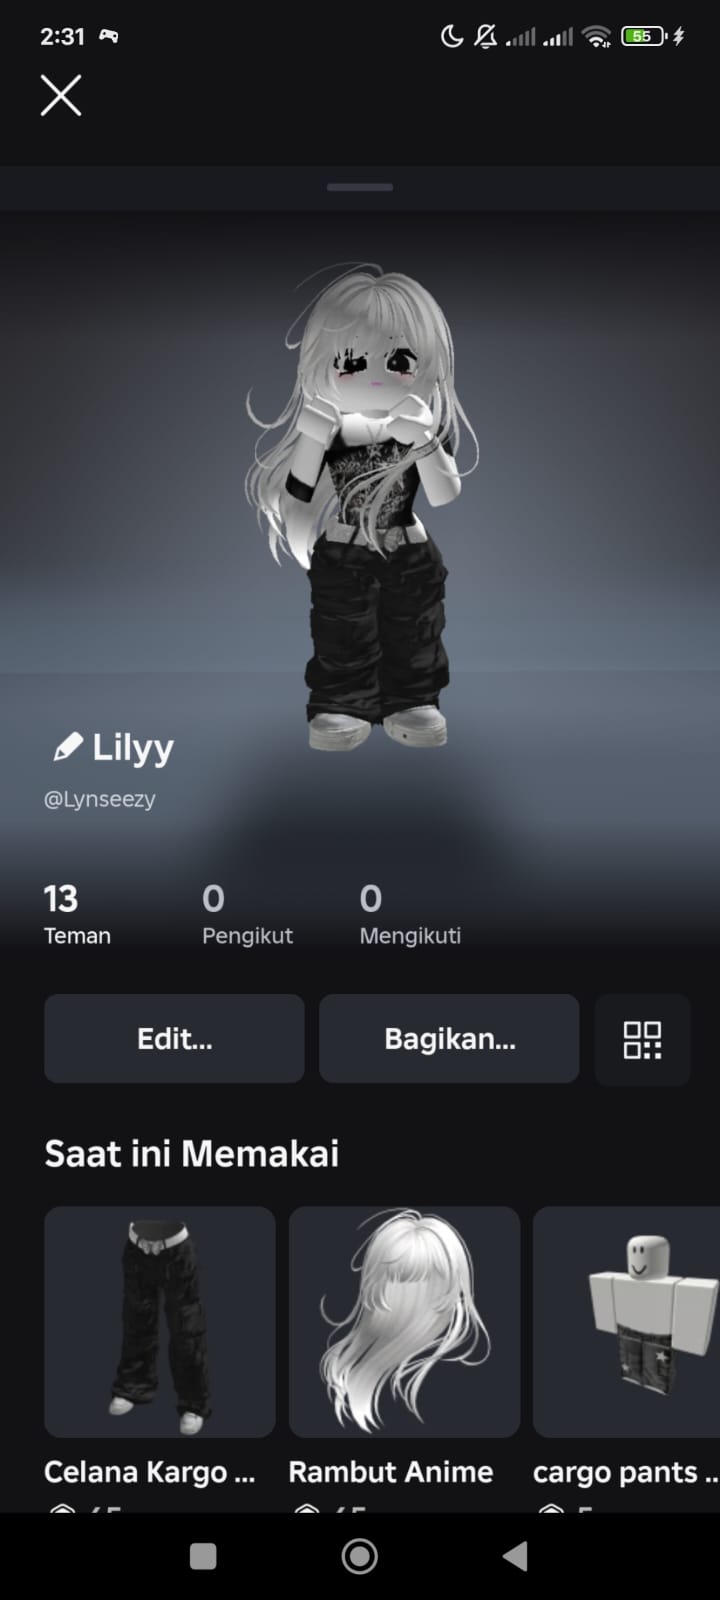 2:31
55
Lilyy
@Lynseezy
13
Teman
0
Pengikut
0
Mengikuti
Edit...
Bagikan...
Saat ini Memakai
Celana Kargo ...
Rambut Anime
cargo pants ..